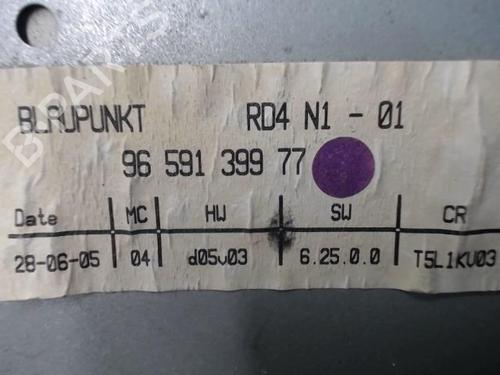 B-PARTS
BLAUPUNKT RD4 N1 - 01
96 591 399 77
Date MC HW SW CR
28-06-05 04 d05v03 6.25.0.0 T5L1KV03